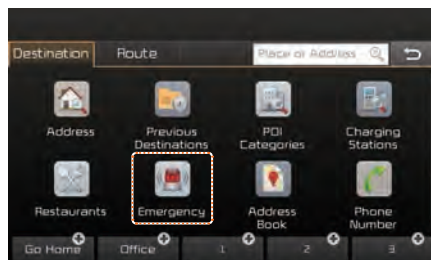 Destination Route Place or Address
Address Previous Destinations POI Categories Charging Stations
Restaurants Emergency Address Book Phone Number
Go Home Office 1 2 3